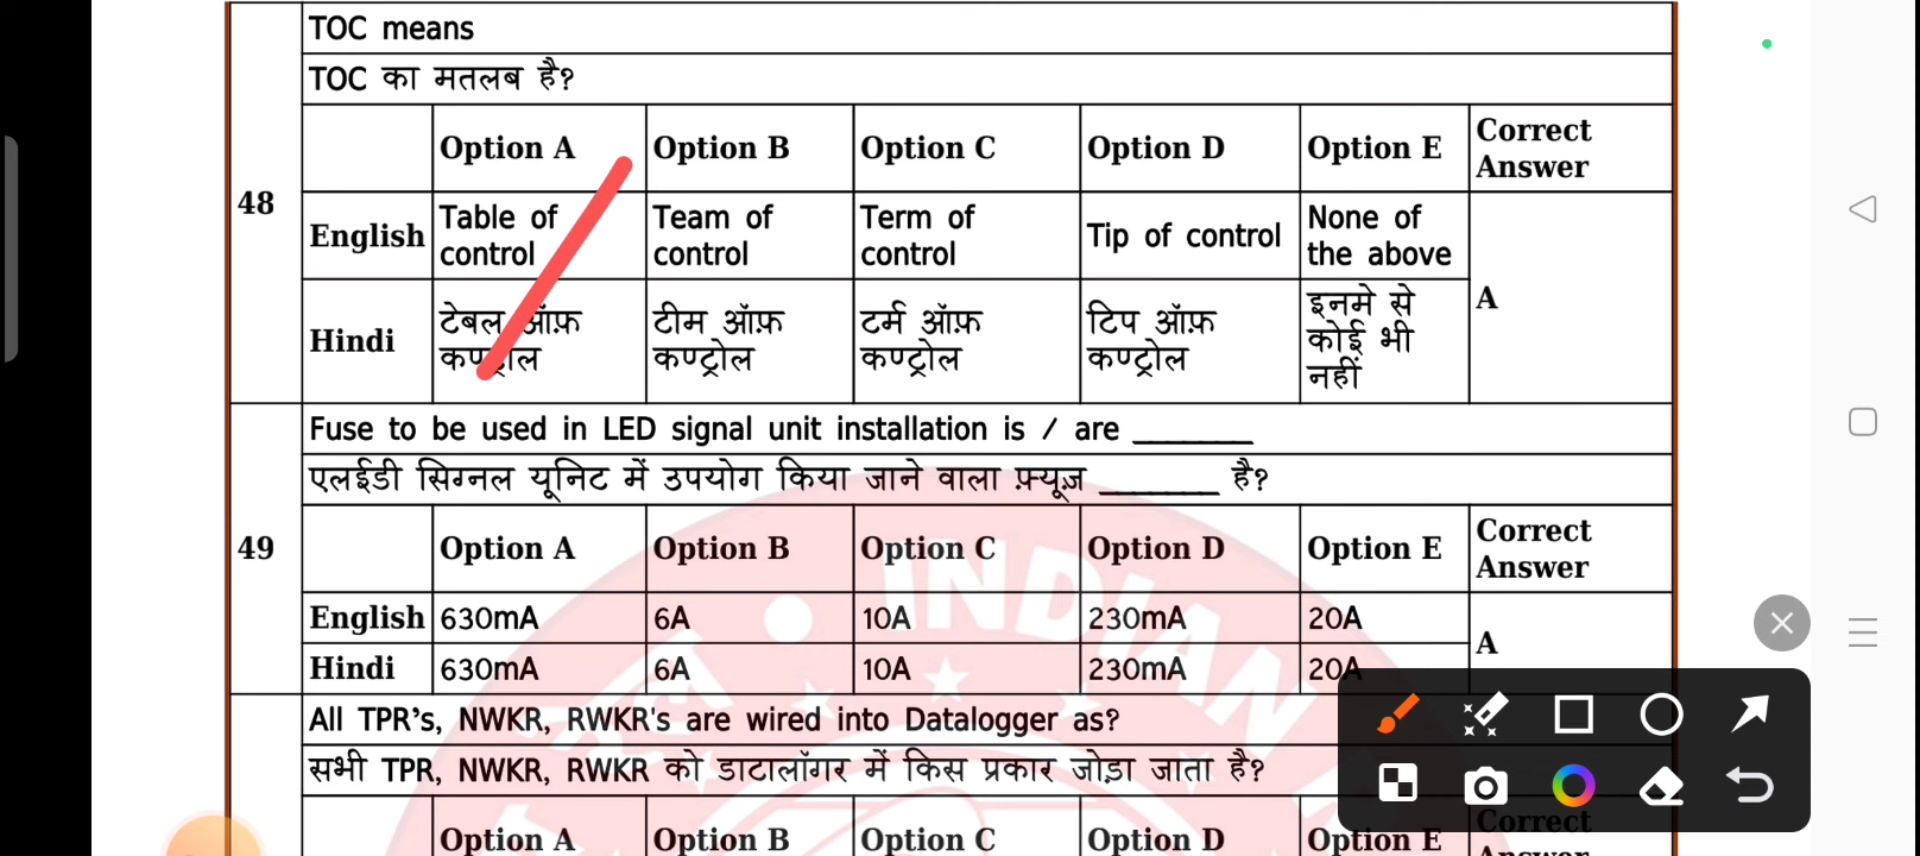 TOC means
TOC का मतलब है?
48
Option A Option B Option C Option D Option E Correct Answer
English Table of control Team of control Term of control Tip of control None of the above A
Hindi टेबल ऑफ़ कण्ट्रोल टीम ऑफ़ कण्ट्रोल टर्म ऑफ़ कण्ट्रोल टिप ऑफ़ कण्ट्रोल इनमे से कोई भी नहीं
Fuse to be used in LED signal unit installation is / are _______
एलईडी सिग्नल यूनिट में उपयोग किया जाने वाला फ़्यूज़ _______ है?
49
Option A Option B Option C Option D Option E Correct Answer
English 630mA 6A 10A 230mA 20A A
Hindi 630mA 6A 10A 230mA 20A
All TPR's, NWKR, RWKR's are wired into Datalogger as?
सभी TPR, NWKR, RWKR को डाटालॉगर में किस प्रकार जोड़ा जाता है?
Option A Option B Option C Option D Option E Correct
INDIAN